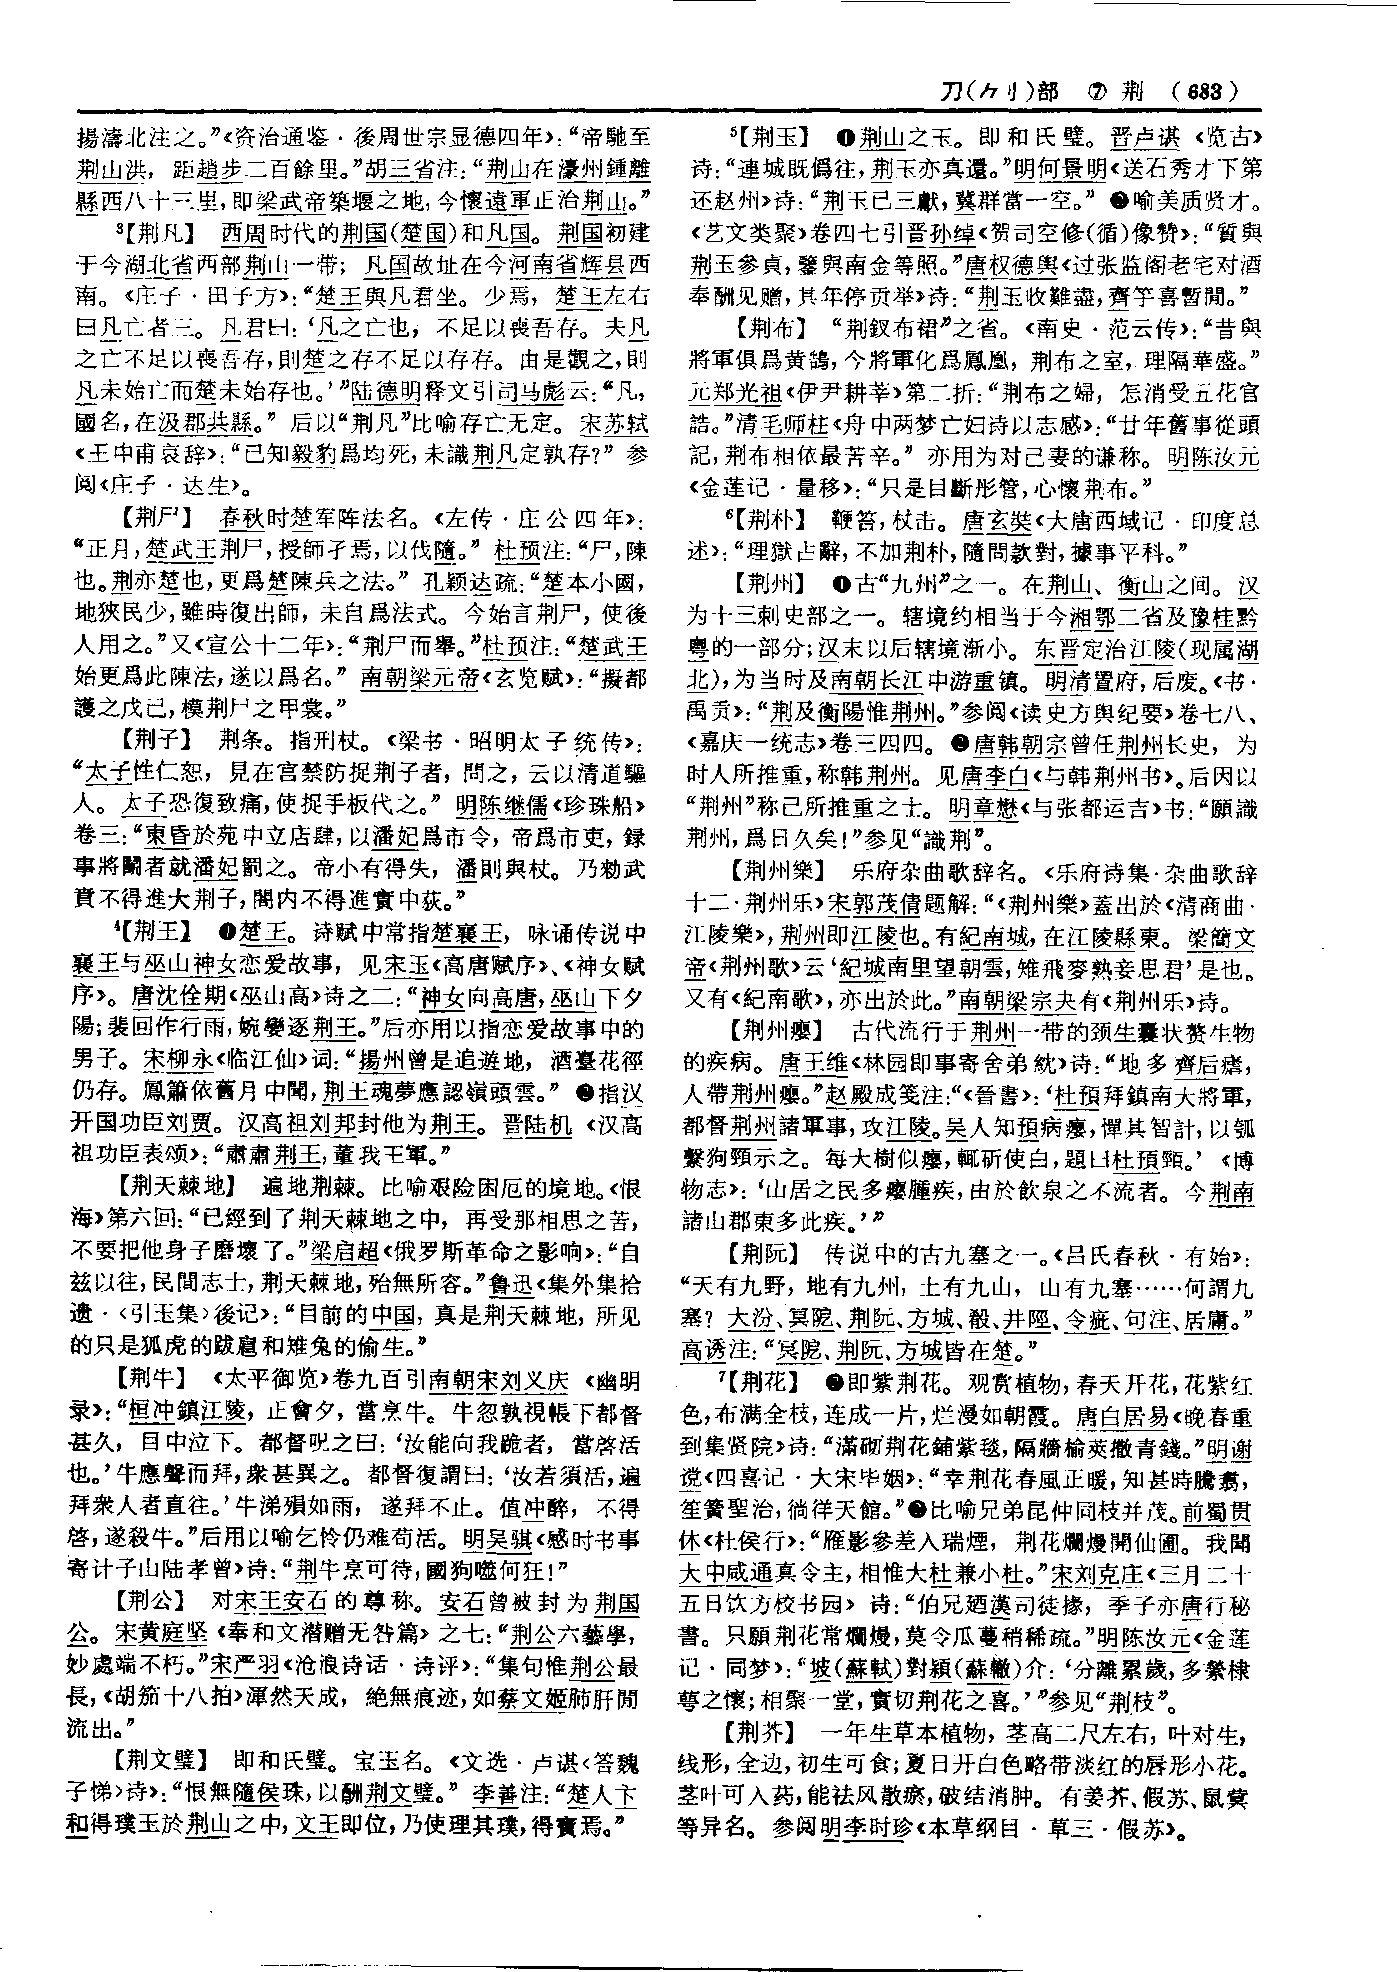 刀(⺈刂)部 ⑦ 荆 (683)
揚濤北注之。”《资治通鉴·後周世宗显德四年》：“帝馳至
荆山洪，距趙步二百餘里。”胡三省注：“荆山在濠州鍾離
縣西八十三里，即梁武帝築堰之地，今懷遠軍正治荆山。”
³【荆凡】 西周时代的荆国(楚国)和凡国。荆国初建
于今湖北省西部荆山一带；凡国故址在今河南省辉县西
南。《庄子·田子方》：“楚王與凡君坐。少焉，楚王左右
曰凡亡者三。凡君曰：‘凡之亡也，不足以喪吾存。夫凡
之亡不足以喪吾存，則楚之存不足以存存。由是觀之，則
凡未始亡而楚未始存也。’”陆德明释文引司马彪云：“凡，
國名，在汲郡共縣。” 后以“荆凡”比喻存亡无定。宋苏轼
《王中甫哀辞》：“已知毅豹爲均死，未識荆凡定孰存？” 参
阅《庄子·达生》。
【荆尸】 春秋时楚军阵法名。《左传·庄公四年》：
“正月，楚武王荆尸，授師孑焉，以伐隨。” 杜预注：“尸，陳
也。荆亦楚也，更爲楚陳兵之法。” 孔颖达疏：“楚本小國，
地狹民少，雖時復出師，未自爲法式。今始言荆尸，使後
人用之。”又《宣公十二年》：“荆尸而舉。”杜预注：“楚武王
始更爲此陳法，遂以爲名。” 南朝梁元帝《玄览赋》：“擬都
護之戊已，模荆尸之甲裳。”
【荆子】 荆条。指刑杖。《梁书·昭明太子统传》：
“太子性仁恕，見在宫禁防捉荆子者，問之，云以清道驅
人。太子恐復致痛，使捉手板代之。” 明陈继儒《珍珠船》
卷三：“東昏於苑中立店肆，以潘妃爲市令，帝爲市吏，録
事將鬭者就潘妃罰之。帝小有得失，潘則與杖。乃勑武
賁不得進大荆子，閤内不得進實中荻。”
⁴【荆王】 ❶楚王。诗赋中常指楚襄王，咏诵传说中
襄王与巫山神女恋爱故事，见宋玉《高唐赋序》、《神女赋
序》。唐沈佺期《巫山高》诗之二：“神女向高唐，巫山下夕
陽；裴回作行雨，婉孌逐荆王。”后亦用以指恋爱故事中的
男子。宋柳永《临江仙》词：“揚州曾是追遊地，酒臺花徑
仍存。鳳簫依舊月中聞，荆王魂夢應認嶺頭雲。” ❷指汉
开国功臣刘贾。汉高祖刘邦封他为荆王。晋陆机《汉高
祖功臣表颂》：“肅肅荆王，董我王軍。”
【荆天棘地】 遍地荆棘。比喻艰险困厄的境地。《恨
海》第六回：“已經到了荆天棘地之中，再受那相思之苦，
不要把他身子磨壞了。”梁启超《俄罗斯革命之影响》：“自
兹以往，民間志士，荆天棘地，殆無所容。”鲁迅《集外集拾
遗·〈引玉集〉後记》：“目前的中国，真是荆天棘地，所见
的只是狐虎的跋扈和雉兔的偷生。”
【荆牛】 《太平御览》卷九百引南朝宋刘义庆《幽明
录》：“桓冲鎮江陵，正會夕，當烹牛。牛忽孰視帳下都督
甚久，目中泣下。都督呪之曰：‘汝能向我跪者，當啓活
也。’牛應聲而拜，衆甚異之。都督復謂曰：‘汝若須活，遍
拜衆人者直往。’牛涕殞如雨，遂拜不止。值冲醉，不得
啓，遂殺牛。”后用以喻乞怜仍难苟活。明吴骐《感时书事
寄计子山陆孝曾》诗：“荆牛烹可待，國狗噬何狂！”
【荆公】 对宋王安石的尊称。安石曾被封为荆国
公。宋黄庭坚《奉和文潜赠无咎篇》之七：“荆公六藝學，
妙處端不朽。”宋严羽《沧浪诗话·诗评》：“集句惟荆公最
長，《胡笳十八拍》渾然天成，絶無痕迹，如蔡文姬肺肝間
流出。”
【荆文璧】 即和氏璧。宝玉名。《文选·卢谌〈答魏
子悌〉诗》：“恨無隨侯珠，以酬荆文璧。” 李善注：“楚人卞
和得璞玉於荆山之中，文王即位，乃使理其璞，得寶焉。”
⁵【荆玉】 ❶荆山之玉。即和氏璧。晋卢谌《览古》
诗：“連城既僞往，荆玉亦真還。”明何景明《送石秀才下第
还赵州》诗：“荆玉已三獻，冀群當一空。” ❷喻美质贤才。
《艺文类聚》卷四七引晋孙绰《贺司空修(循)像赞》：“質與
荆玉參貞，鑒與南金等照。”唐权德舆《过张监阁老宅对酒
奉酬见赠，其年停贡举》诗：“荆玉收難盡，齊竽喜暫聞。”
【荆布】 “荆釵布裙”之省。《南史·范云传》：“昔與
將軍俱爲黄鵠，今將軍化爲鳳凰，荆布之室，理隔華盛。”
元郑光祖《伊尹耕莘》第二折：“荆布之婦，怎消受五花官
誥。”清毛师柱《舟中两梦亡妇诗以志感》：“廿年舊事從頭
記，荆布相依最苦辛。” 亦用为对己妻的谦称。明陈汝元
《金莲记·量移》：“只是目斷彤管，心懷荆布。”
⁶【荆朴】 鞭笞，杖击。唐玄奘《大唐西域记·印度总
述》：“理獄占辭，不加荆朴，隨問款對，據事平科。”
【荆州】 ❶古“九州”之一。在荆山、衡山之间。汉
为十三刺史部之一。辖境约相当于今湘鄂二省及豫桂黔
粤的一部分；汉末以后辖境渐小。东晋定治江陵(现属湖
北)，为当时及南朝长江中游重镇。明清置府，后废。《书·
禹贡》：“荆及衡陽惟荆州。”参阅《读史方舆纪要》卷七八、
《嘉庆一统志》卷三四四。❷唐韩朝宗曾任荆州长史，为
时人所推重，称韩荆州。见唐李白《与韩荆州书》。后因以
“荆州”称己所推重之士。明章懋《与张都运吉》书：“願識
荆州，爲日久矣！”参见“識荆”。
【荆州樂】 乐府杂曲歌辞名。《乐府诗集·杂曲歌辞
十二·荆州乐》宋郭茂倩题解：“《荆州樂》蓋出於《清商曲·
江陵樂》，荆州即江陵也。有紀南城，在江陵縣東。梁簡文
帝《荆州歌》云‘紀城南里望朝雲，雉飛麥熟妾思君’是也。
又有《紀南歌》，亦出於此。”南朝梁宗夬有《荆州乐》诗。
【荆州瘿】 古代流行于荆州一带的颈生囊状赘生物
的疾病。唐王维《林园即事寄舍弟紞》诗：“地多齊后瘧，
人帶荆州瘿。”赵殿成笺注：“《晉書》：‘杜預拜鎮南大將軍，
都督荆州諸軍事，攻江陵。吴人知預病瘿，憚其智計，以瓠
繫狗頸示之。每大樹似瘿，輒斫使白，題曰杜預頸。’《博
物志》：‘山居之民多瘿腫疾，由於飲泉之不流者。今荆南
諸山郡東多此疾。’”
【荆阮】 传说中的古九塞之一。《吕氏春秋·有始》：
“天有九野，地有九州，土有九山，山有九塞……何謂九
塞？大汾、冥阸、荆阮、方城、殽、井陘、令疵、句注、居庸。”
高诱注：“冥阸、荆阮、方城皆在楚。”
⁷【荆花】 ❶即紫荆花。观赏植物，春天开花，花紫红
色，布满全枝，连成一片，烂漫如朝霞。唐白居易《晚春重
到集贤院》诗：“滿砌荆花鋪紫毯，隔牆榆莢撒青錢。”明谢
谠《四喜记·大宋毕姻》：“幸荆花春風正暖，知甚時騰翥，
笙簧聖治，徜徉天館。”❷比喻兄弟昆仲同枝并茂。前蜀贯
休《杜侯行》：“雁影參差入瑞煙，荆花爛熳開仙圃。我聞
大中咸通真令主，相惟大杜兼小杜。”宋刘克庄《三月二十
五日饮方校书园》诗：“伯兄廼漢司徒掾，季子亦唐行秘
書。只願荆花常爛熳，莫令瓜蔓稍稀疏。”明陈汝元《金莲
记·同梦》：“坡(蘇軾)對潁(蘇轍)介：‘分離累歲，多縈棣
萼之懷；相聚一堂，實切荆花之喜。’”参见“荆枝”。
【荆芥】 一年生草本植物，茎高二尺左右，叶对生，
线形，全边，初生可食；夏日开白色略带淡红的唇形小花。
茎叶可入药，能祛风散瘀，破结消肿。有姜芥、假苏、鼠蓂
等异名。参阅明李时珍《本草纲目·草三·假苏》。